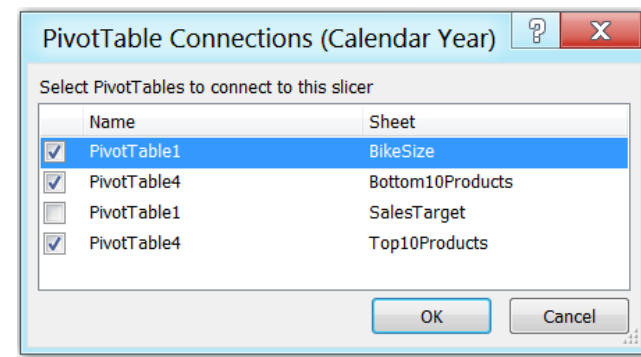 PivotTable Connections (Calendar Year) ? X
Select PivotTables to connect to this slicer
Name Sheet
PivotTable1 BikeSize
PivotTable4 Bottom10Products
PivotTable1 SalesTarget
PivotTable4 Top10Products
OK Cancel